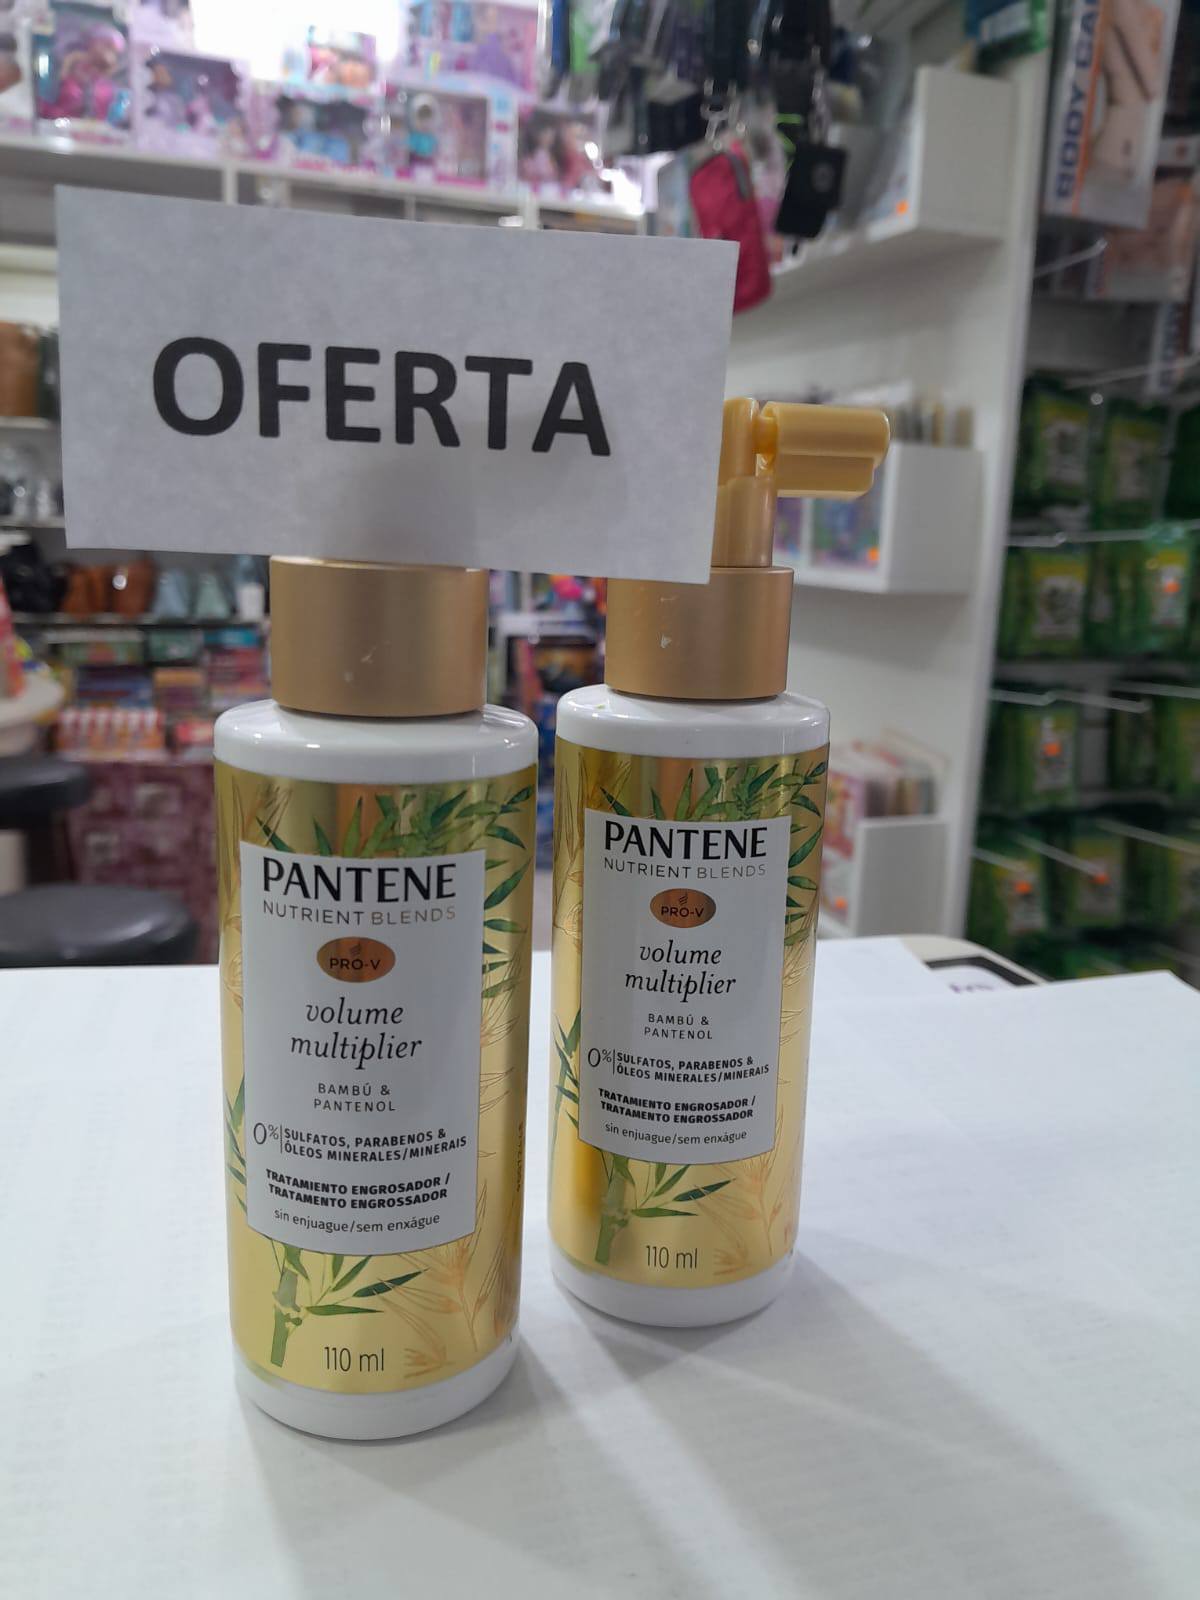 OFERTA
PANTENE
NUTRIENT BLENDS
PRO-V
volume
multiplier
BAMBÚ &
PANTENOL
0% SULFATOS, PARABENOS &
ÓLEOS MINERALES/MINERAIS
TRATAMIENTO ENGROSADOR /
TRATAMENTO ENGROSSADOR
sin enjuague/sem enxágue
110 ml
PANTENE
NUTRIENT BLENDS
PRO-V
volume
multiplier
BAMBÚ &
PANTENOL
0% SULFATOS, PARABENOS &
ÓLEOS MINERALES/MINERAIS
TRATAMIENTO ENGROSADOR /
TRATAMENTO ENGROSSADOR
sin enjuague/sem enxágue
110 ml